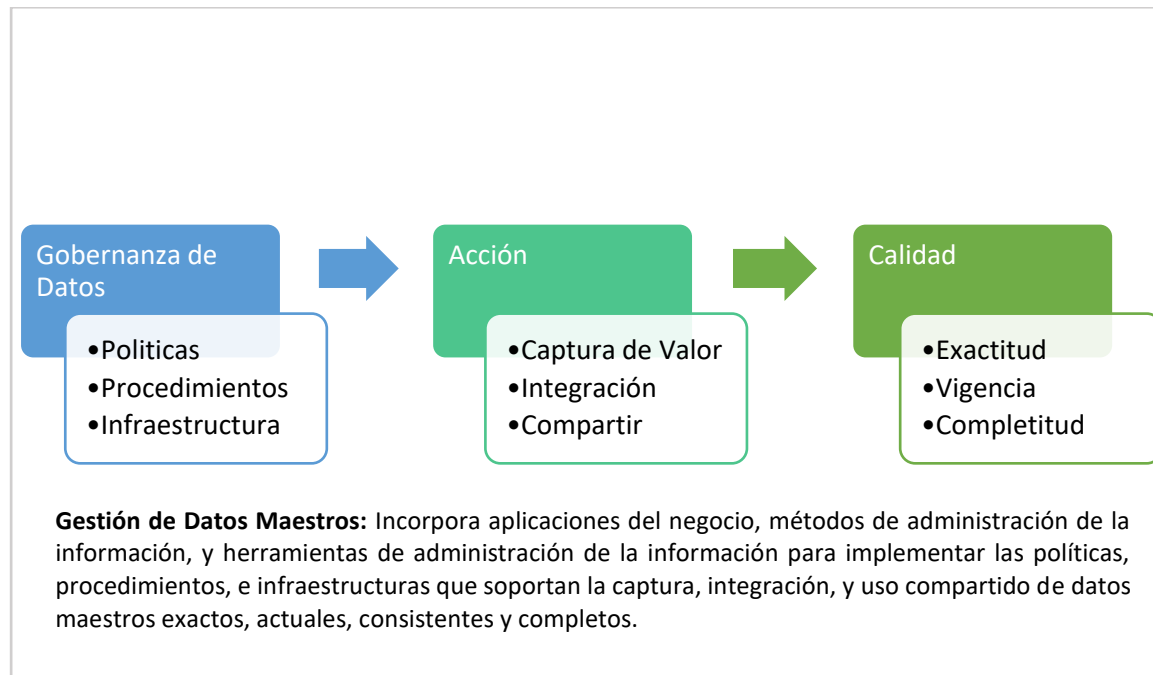 Gobernanza de
Datos
•Politicas
•Procedimientos
•Infraestructura
Acción
•Captura de Valor
•Integración
•Compartir
Calidad
•Exactitud
•Vigencia
•Completitud
Gestión de Datos Maestros: Incorpora aplicaciones del negocio, métodos de administración de la
información, y herramientas de administración de la información para implementar las políticas,
procedimientos, e infraestructuras que soportan la captura, integración, y uso compartido de datos
maestros exactos, actuales, consistentes y completos.